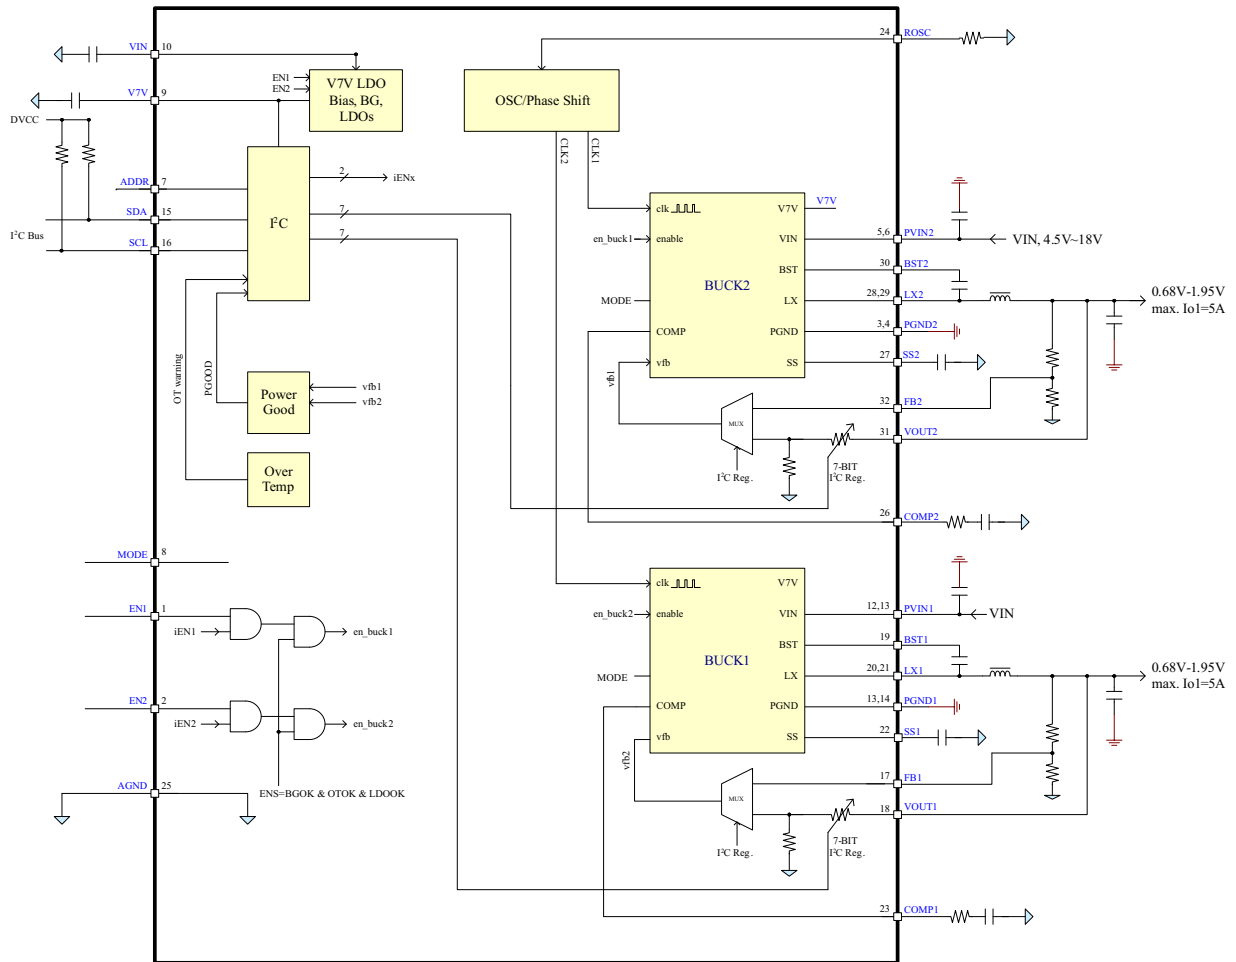 24 ROSC
VIN 10
EN1
EN2
V7V LDO
Bias, BG,
LDOs
V7V 9
OSC/Phase Shift
DVCC
CLK2
CLK1
ADDR 7
2
iENx
SDA 15
I²C
7
I²C Bus
7
SCL 16
clk
V7V
V7V
en_buck1
enable
VIN
5,6 PVIN2
VIN, 4.5V~18V
BST
30 BST2
BUCK2
MODE
LX
28,29 LX2
0.68V-1.95V
max. Io1=5A
COMP
PGND
3,4 PGND2
vfb
SS
27 SS2
OT warning
PGOOD
vfb1
Power
Good
vfb1
vfb2
32 FB2
MUX
31 VOUT2
I²C Reg.
7-BIT
I²C Reg.
Over
Temp
26 COMP2
MODE 8
clk
V7V
EN1 1
iEN1
en_buck1
en_buck2
enable
VIN
12,13 PVIN1
VIN
BST
19 BST1
BUCK1
MODE
LX
20,21 LX1
0.68V-1.95V
max. Io1=5A
EN2 2
iEN2
en_buck2
COMP
PGND
13,14 PGND1
vfb
SS
22 SS1
vfb2
AGND 25
ENS=BGOK & OTOK & LDOOK
17 FB1
MUX
18 VOUT1
I²C Reg.
7-BIT
I²C Reg.
23 COMP1